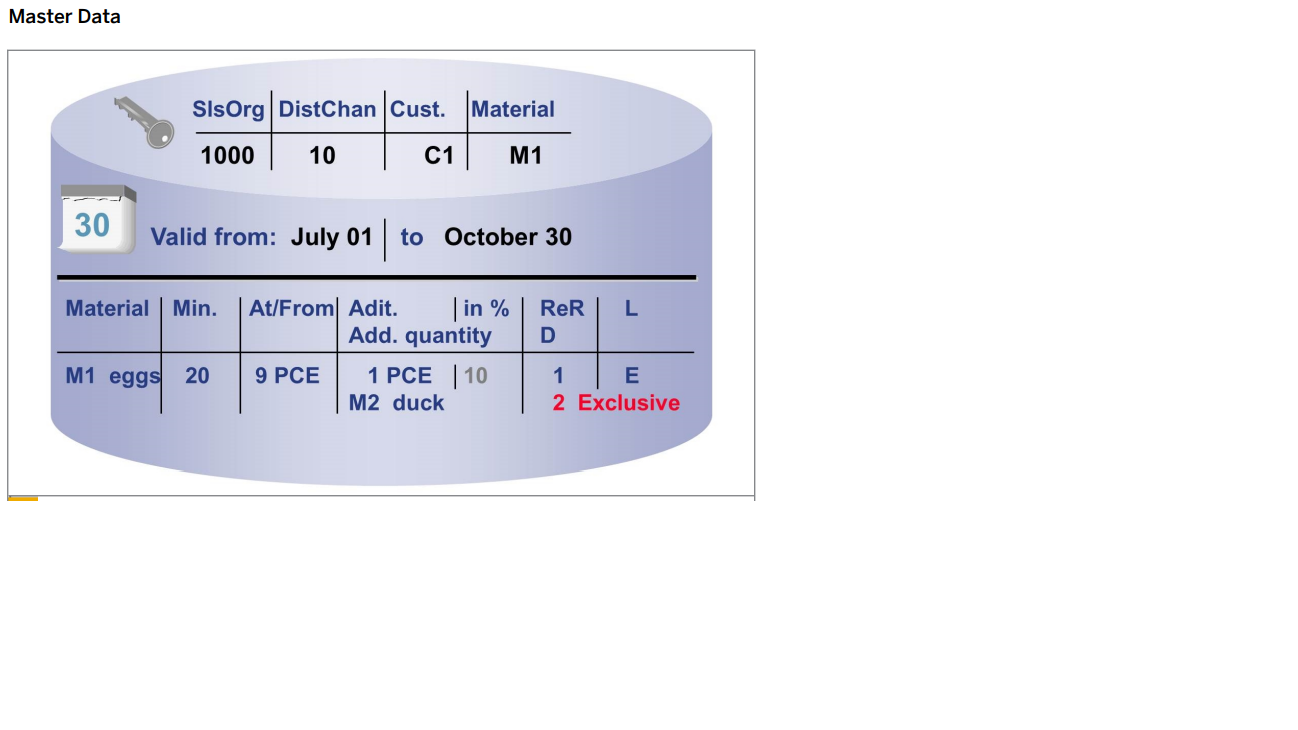 Master Data
SlsOrg DistChan Cust. Material
1000 10 C1 M1
30
Valid from: July 01 to October 30
Material Min. At/From Adit. in % ReR L
Add. quantity D
M1 eggs 20 9 PCE 1 PCE 10 1 E
M2 duck 2 Exclusive